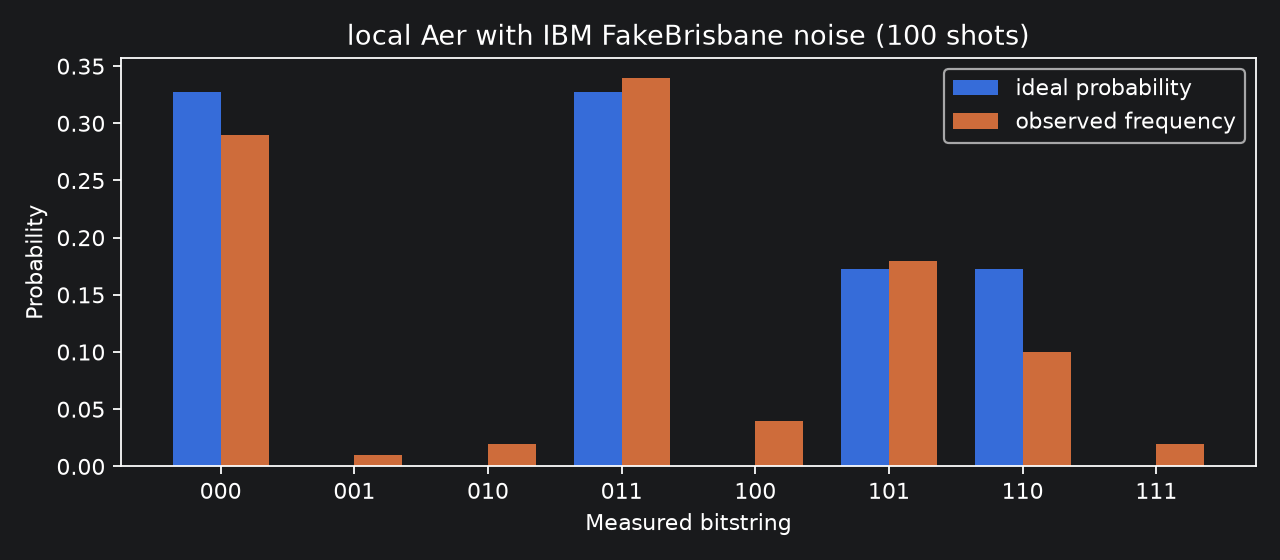 local Aer with IBM FakeBrisbane noise (100 shots)
ideal probability
observed frequency
Probability
0.35
0.30
0.25
0.20
0.15
0.10
0.05
0.00
000 001 010 011 100 101 110 111
Measured bitstring